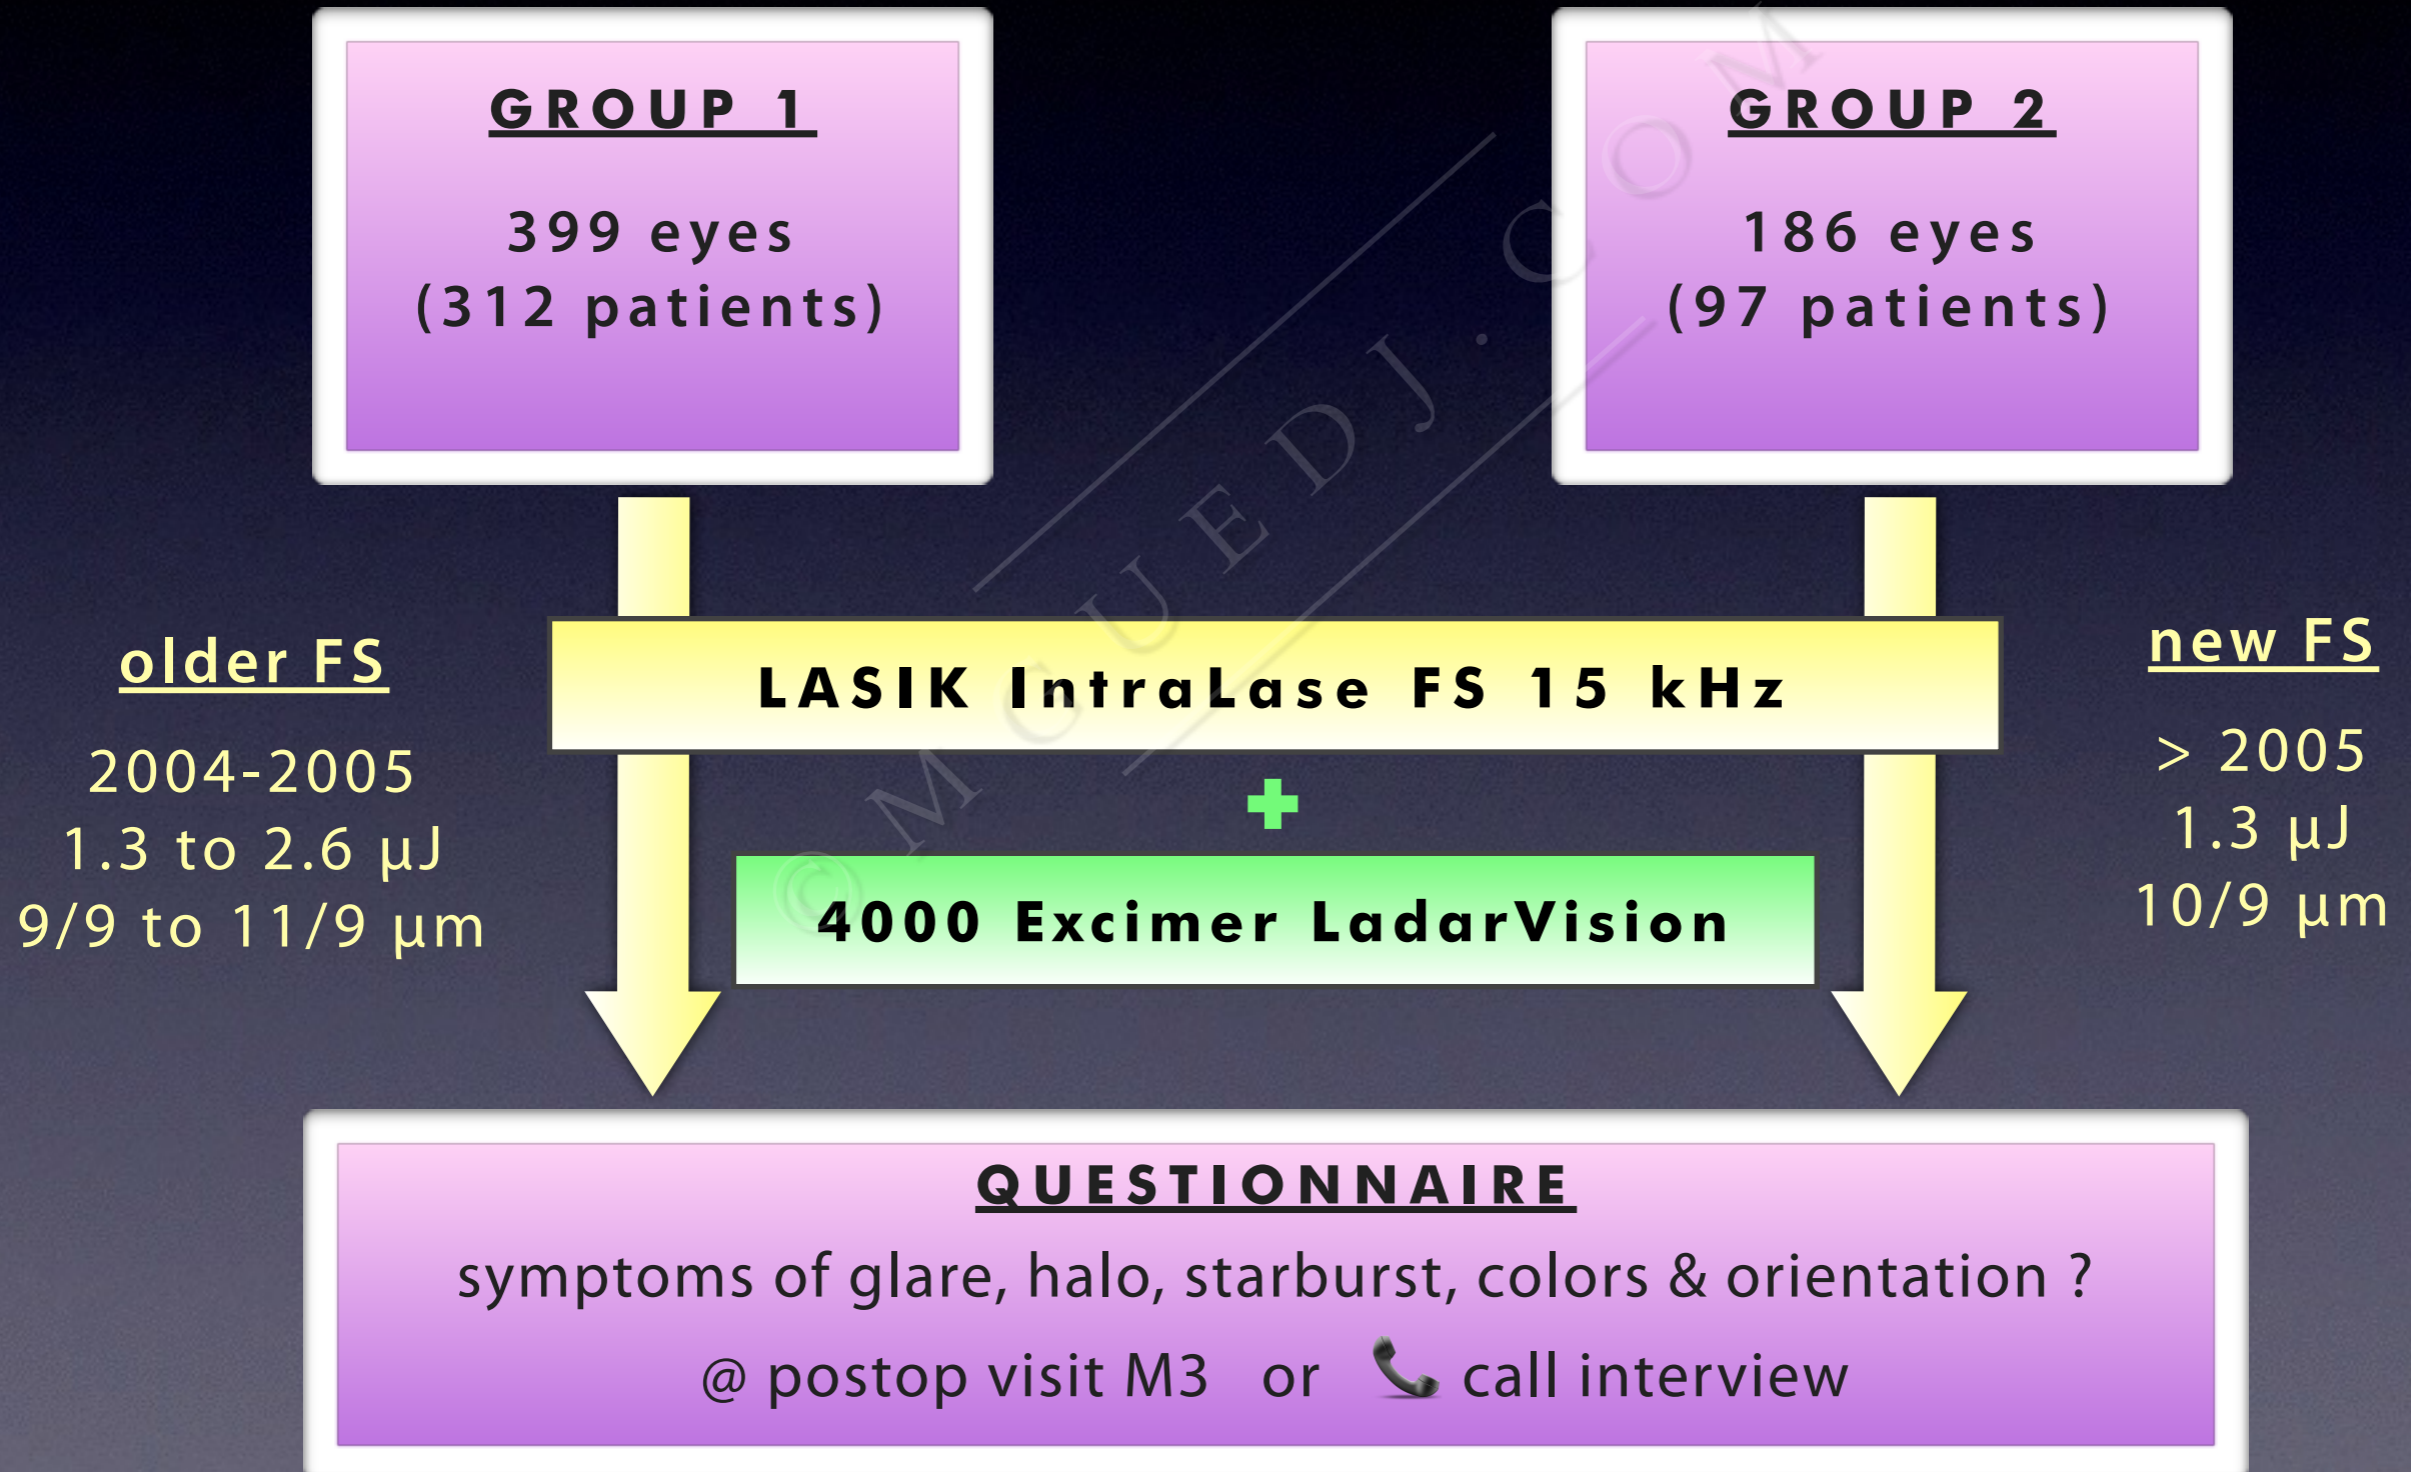 GROUP 1
399 eyes
(312 patients)
GROUP 2
186 eyes
(97 patients)
older FS
2004-2005
1.3 to 2.6 µJ
9/9 to 11/9 µm
LASIK IntraLase FS 15 kHz
4000 Excimer LadarVision
new FS
> 2005
1.3 µJ
10/9 µm
QUESTIONNAIRE
symptoms of glare, halo, starburst, colors & orientation ?
@ postop visit M3 or call interview
© MGUEDJ.COM